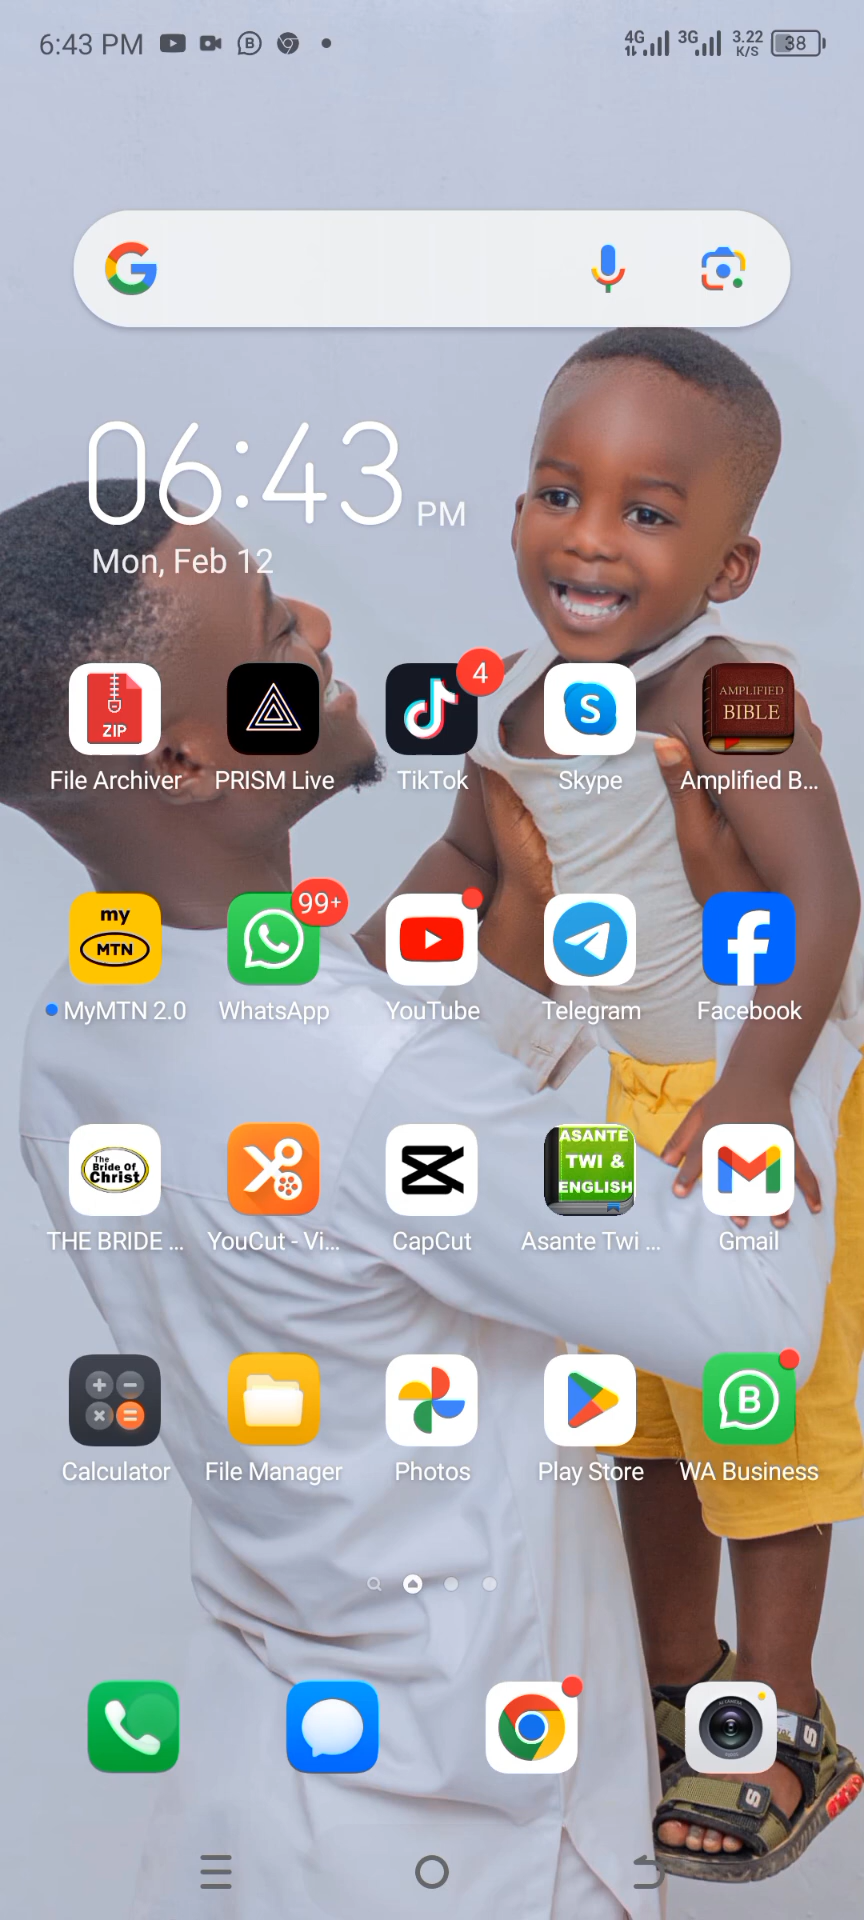 6:43 PM
4G 3G 3.22 K/S 38
06:43 PM
Mon, Feb 12
ZIP
4
AMPLIFIED
BIBLE
File Archiver PRISM Live TikTok Skype Amplified B...
my
MTN
99+
MyMTN 2.0 WhatsApp YouTube Telegram Facebook
The
Bride Of
Christ
ASANTE
TWI &
ENGLISH
THE BRIDE ... YouCut - Vi... CapCut Asante Twi ... Gmail
B
Calculator File Manager Photos Play Store WA Business